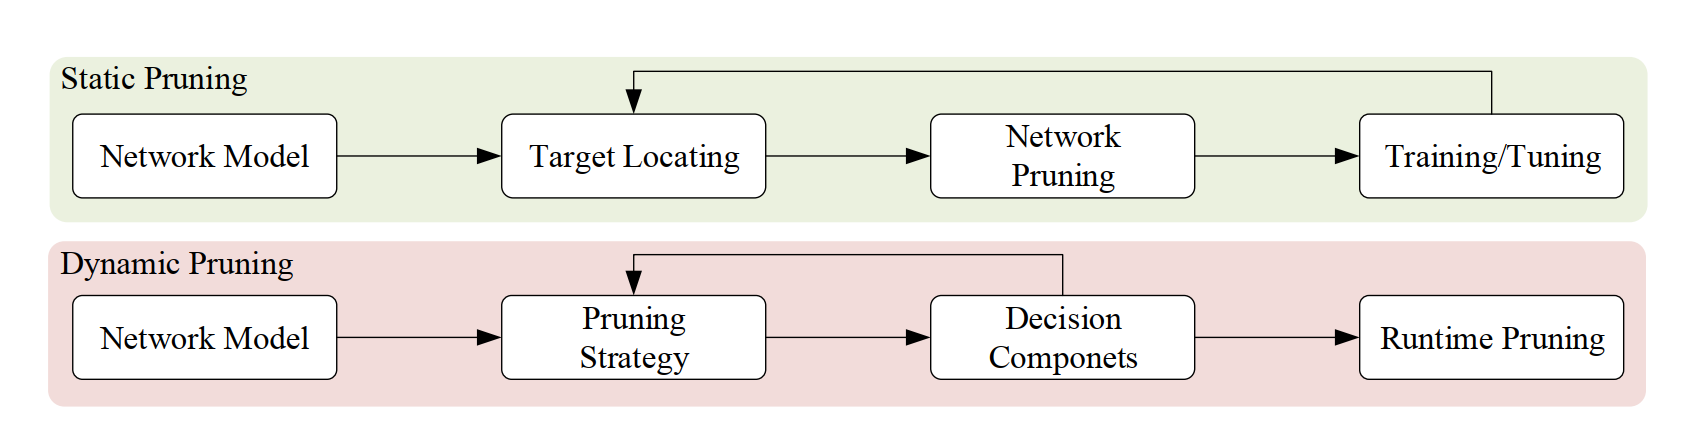 Static Pruning
Network Model
Target Locating
Network
Pruning
Training/Tuning
Dynamic Pruning
Network Model
Pruning
Strategy
Decision
Componets
Runtime Pruning